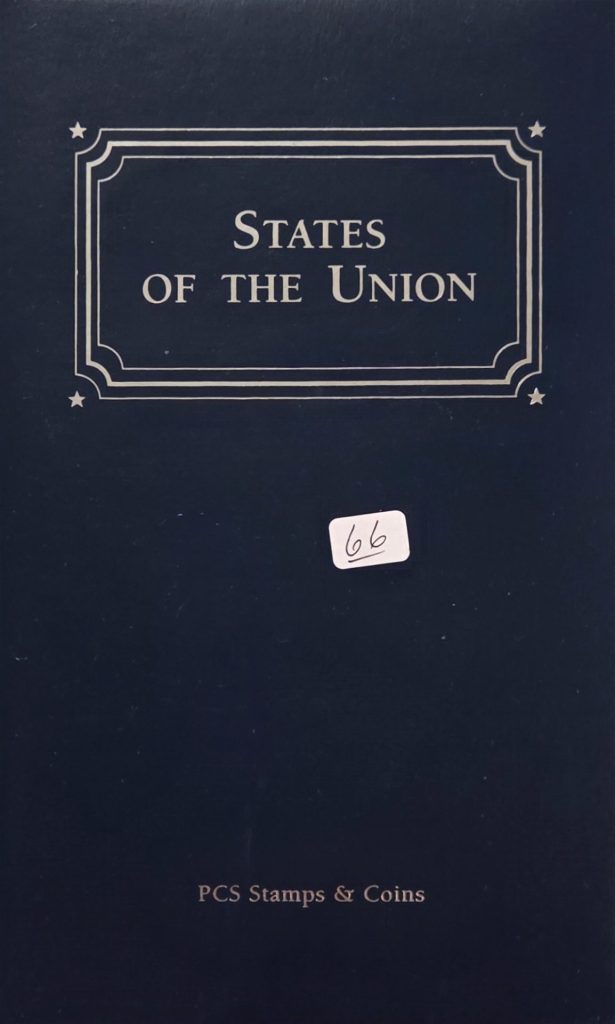 STATES
OF THE UNION
66
PCS Stamps & Coins